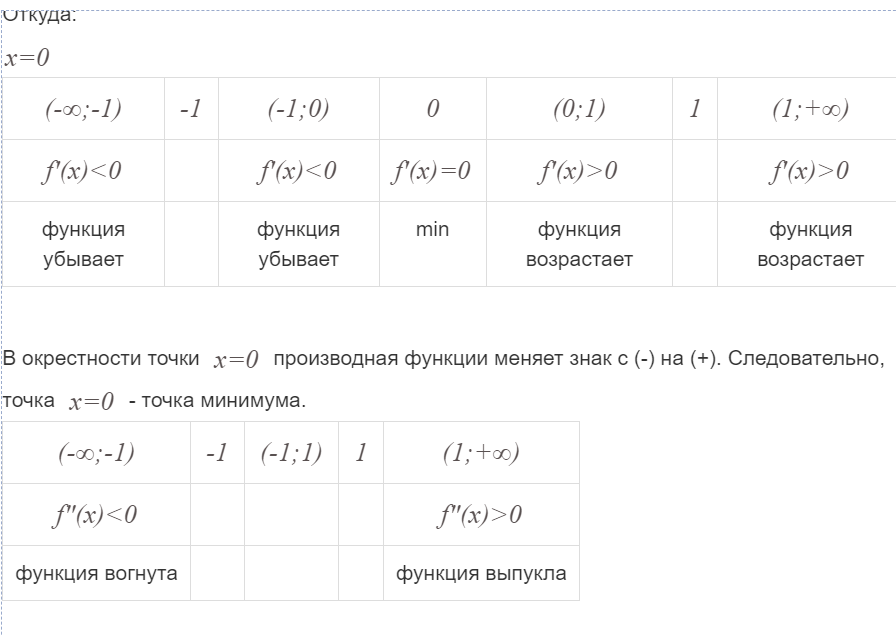 Откуда:
x=0
(-∞;-1) -1 (-1;0) 0 (0;1) 1 (1;+∞)
f'(x)<0 f'(x)<0 f'(x)=0 f'(x)>0 f'(x)>0
функция функция min функция функция
убывает убывает возрастает возрастает
В окрестности точки x=0 производная функции меняет знак с (-) на (+). Следовательно,
точка x=0 - точка минимума.
(-∞;-1) -1 (-1;1) 1 (1;+∞)
f''(x)<0 f''(x)>0
функция вогнута функция выпукла